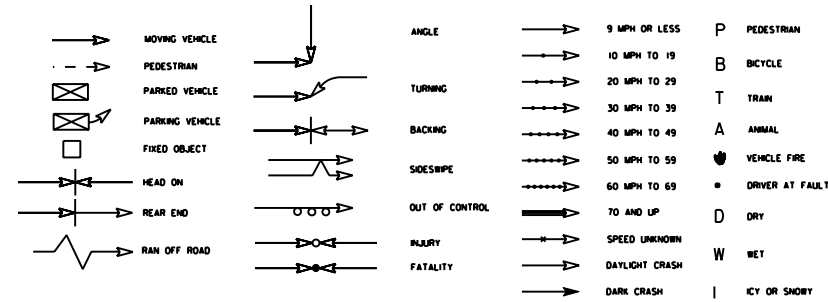 MOVING VEHICLE
PEDESTRIAN
PARKED VEHICLE
PARKING VEHICLE
FIXED OBJECT
HEAD ON
REAR END
RAN OFF ROAD
ANGLE
TURNING
BACKING
SIDESWIPE
OUT OF CONTROL
INJURY
FATALITY
9 MPH OR LESS
10 MPH TO 19
20 MPH TO 29
30 MPH TO 39
40 MPH TO 49
50 MPH TO 59
60 MPH TO 69
70 AND UP
SPEED UNKNOWN
DAYLIGHT CRASH
DARK CRASH
P PEDESTRIAN
B BICYCLE
T TRAIN
A ANIMAL
VEHICLE FIRE
DRIVER AT FAULT
D DRY
W WET
I ICY OR SNOWY